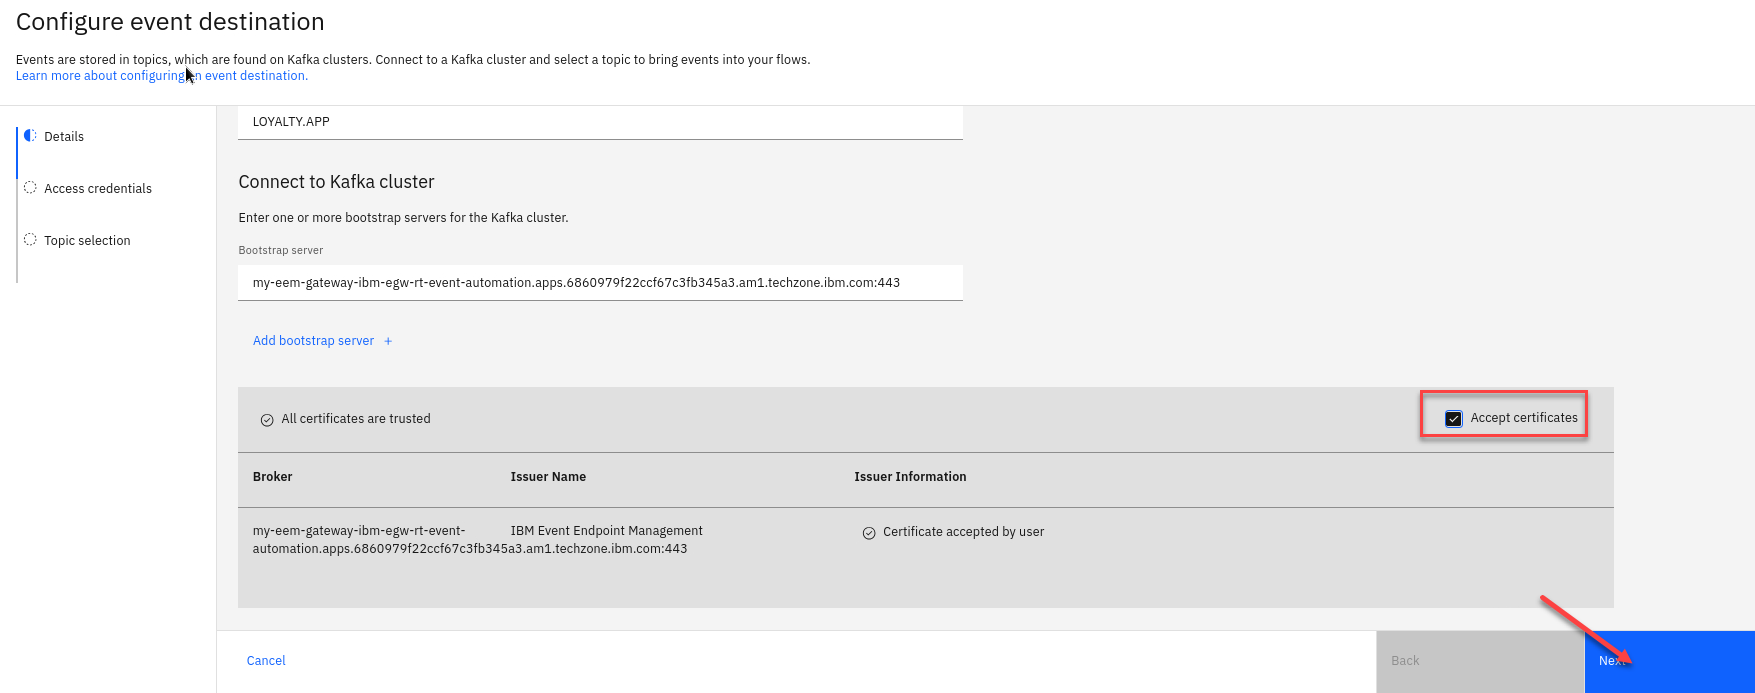 Configure event destination
Events are stored in topics, which are found on Kafka clusters. Connect to a Kafka cluster and select a topic to bring events into your flows.
Learn more about configuring an event destination.
Details
Access credentials
Topic selection
LOYALTY.APP
Connect to Kafka cluster
Enter one or more bootstrap servers for the Kafka cluster.
Bootstrap server
my-eem-gateway-ibm-egw-rt-event-automation.apps.6860979f22ccf67c3fb345a3.am1.techzone.ibm.com:443
Add bootstrap server +
All certificates are trusted
Accept certificates
Broker Issuer Name Issuer Information
my-eem-gateway-ibm-egw-rt-event- IBM Event Endpoint Management Certificate accepted by user
automation.apps.6860979f22ccf67c3fb345a3.am1.techzone.ibm.com:443
Cancel
Back
Next